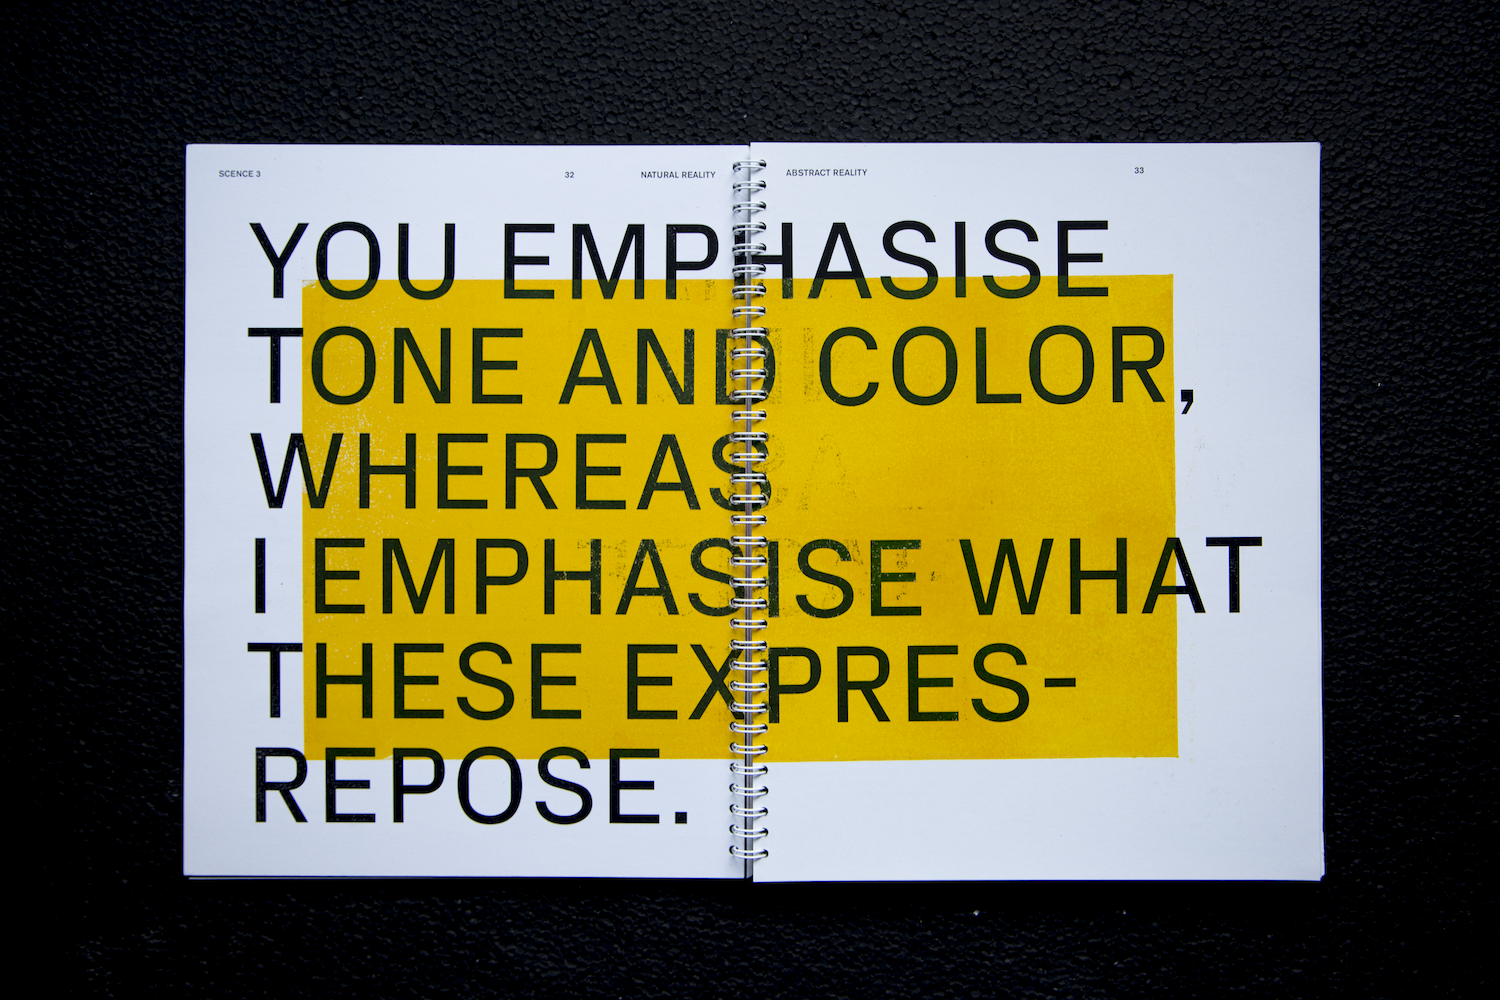 SCENCE 3 32 NATURAL REALITY ABSTRACT REALITY 33
YOU EMPHASISE
TONE AND COLOR,
WHEREAS
I EMPHASISE WHAT
THESE EXPRES-
REPOSE.